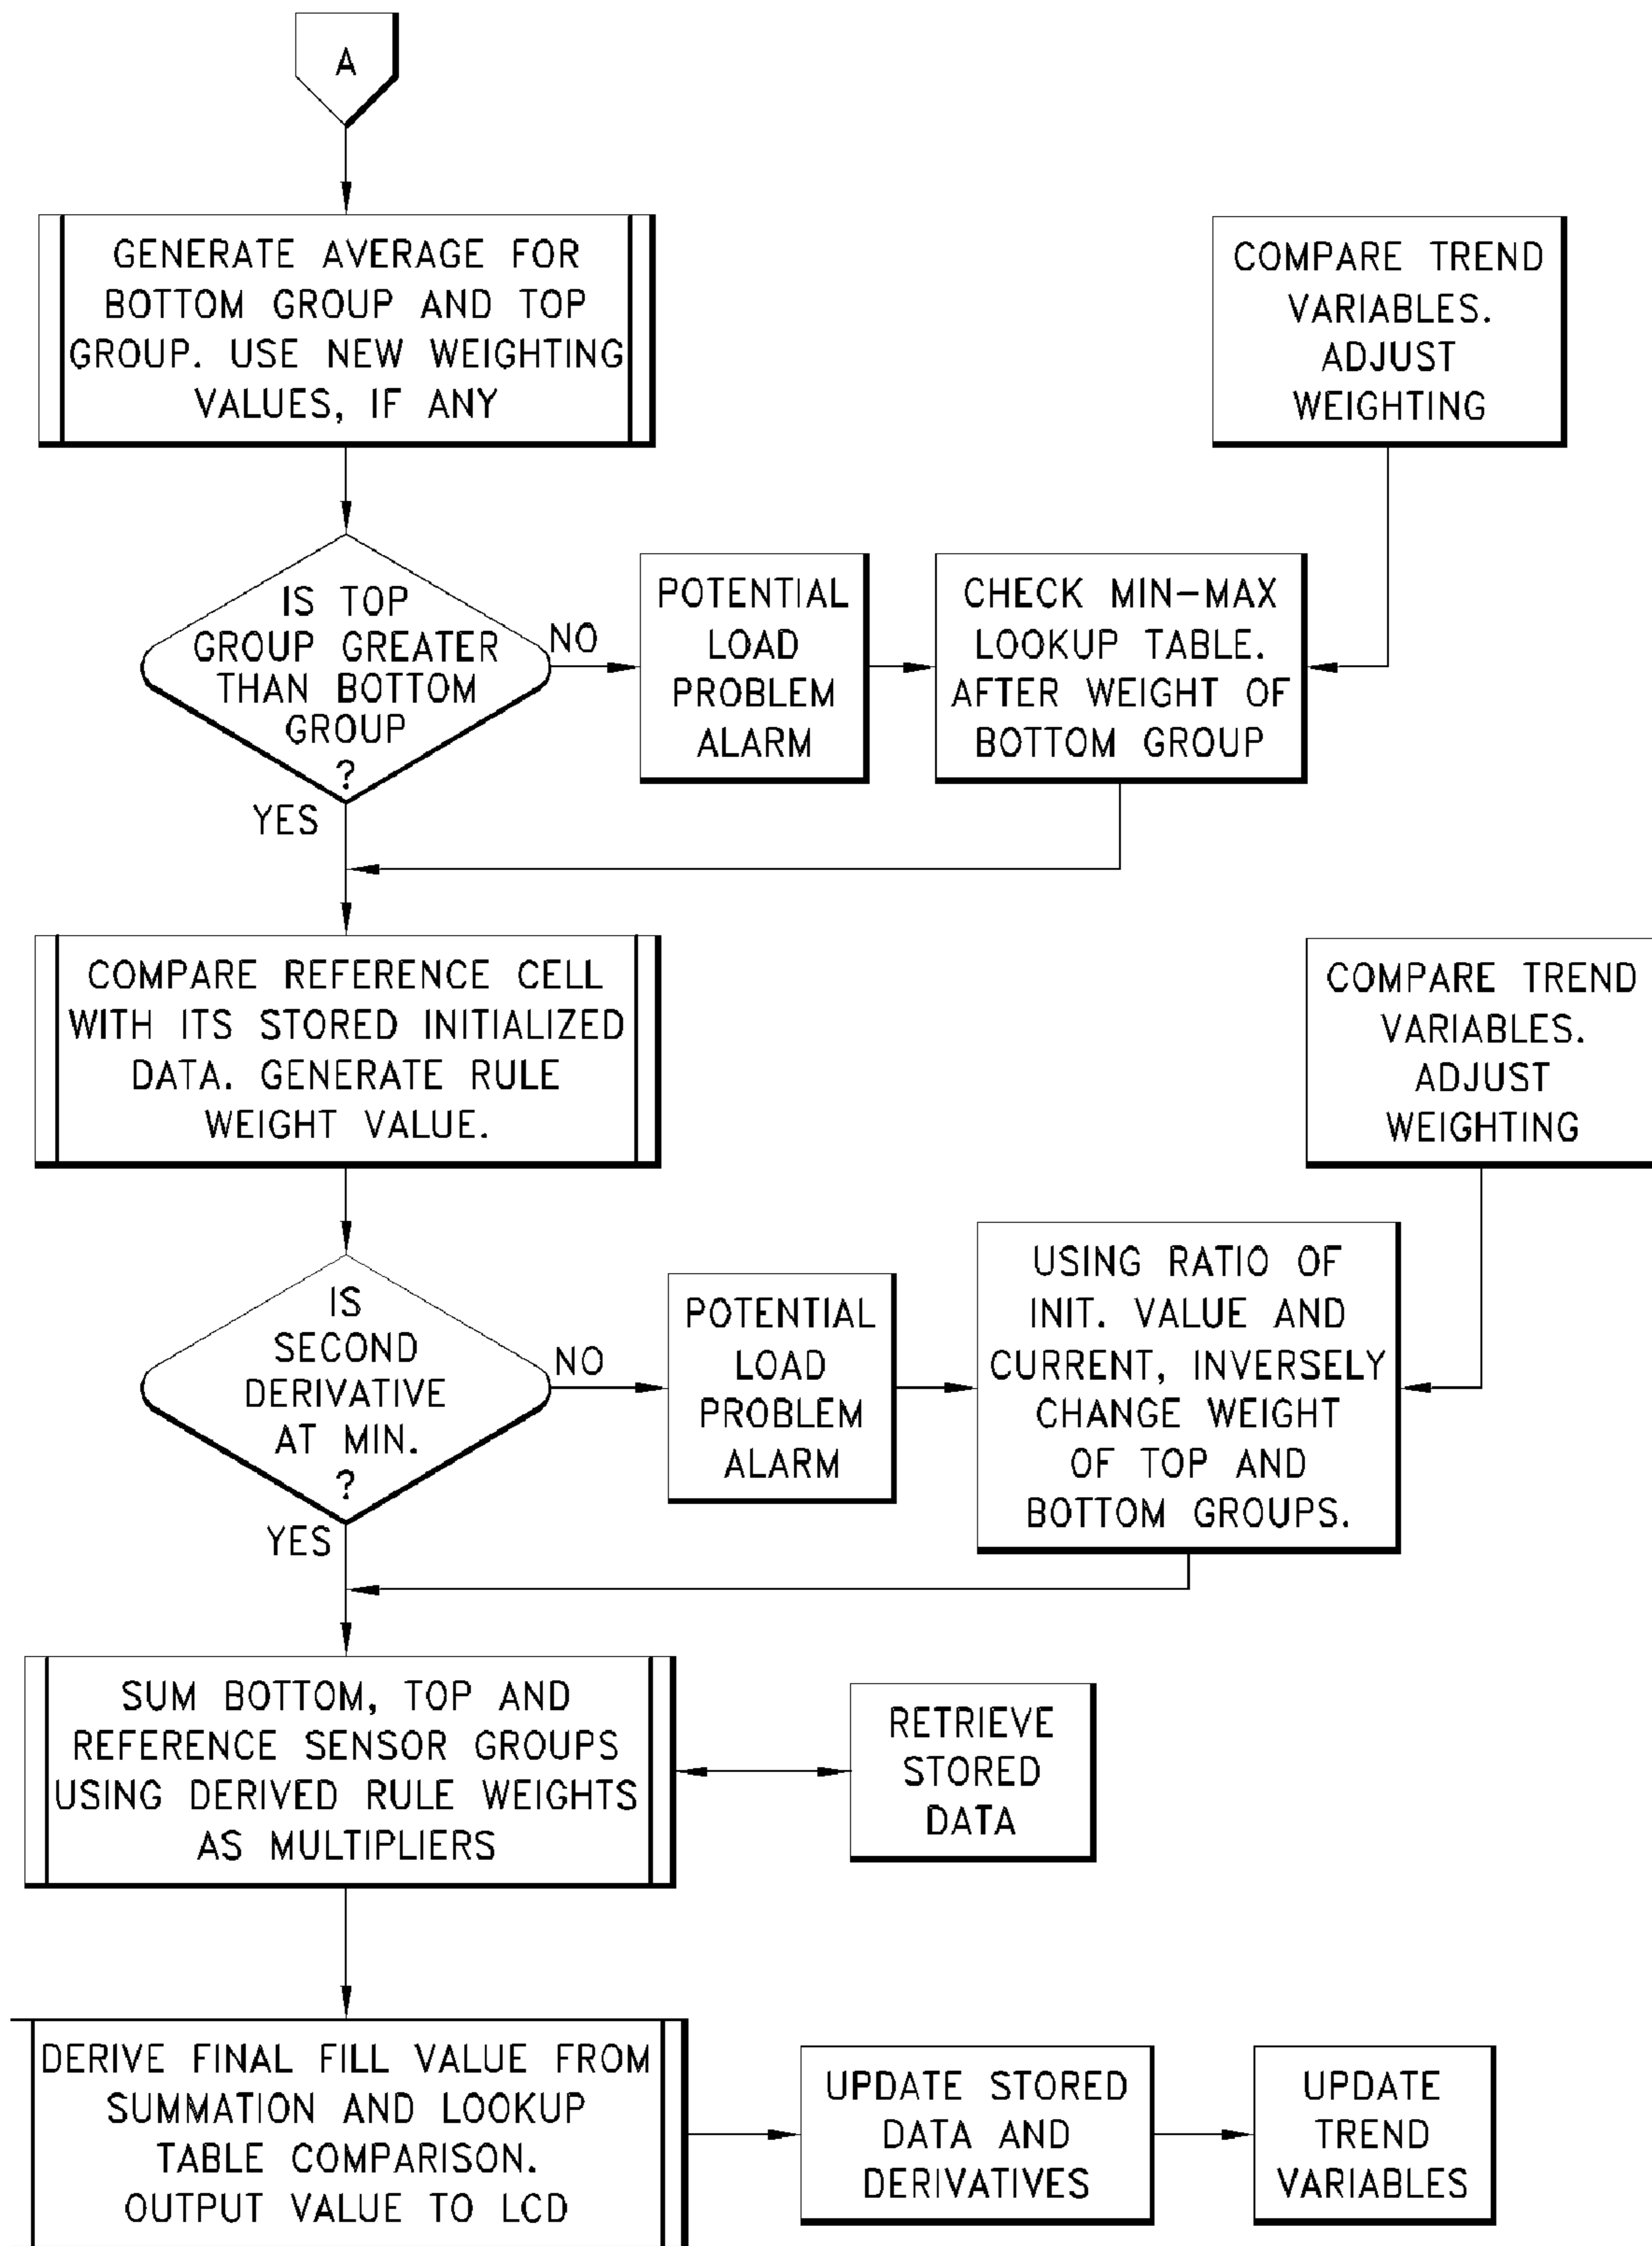 A
GENERATE AVERAGE FOR
BOTTOM GROUP AND TOP
GROUP. USE NEW WEIGHTING
VALUES, IF ANY
COMPARE TREND
VARIABLES.
ADJUST
WEIGHTING
IS TOP
GROUP GREATER
THAN BOTTOM
GROUP
?
NO
YES
POTENTIAL
LOAD
PROBLEM
ALARM
CHECK MIN-MAX
LOOKUP TABLE.
AFTER WEIGHT OF
BOTTOM GROUP
COMPARE REFERENCE CELL
WITH ITS STORED INITIALIZED
DATA. GENERATE RULE
WEIGHT VALUE.
COMPARE TREND
VARIABLES.
ADJUST
WEIGHTING
IS
SECOND
DERIVATIVE
AT MIN.
?
NO
YES
POTENTIAL
LOAD
PROBLEM
ALARM
USING RATIO OF
INIT. VALUE AND
CURRENT, INVERSELY
CHANGE WEIGHT
OF TOP AND
BOTTOM GROUPS.
SUM BOTTOM, TOP AND
REFERENCE SENSOR GROUPS
USING DERIVED RULE WEIGHTS
AS MULTIPLIERS
RETRIEVE
STORED
DATA
DERIVE FINAL FILL VALUE FROM
SUMMATION AND LOOKUP
TABLE COMPARISON.
OUTPUT VALUE TO LCD
UPDATE STORED
DATA AND
DERIVATIVES
UPDATE
TREND
VARIABLES